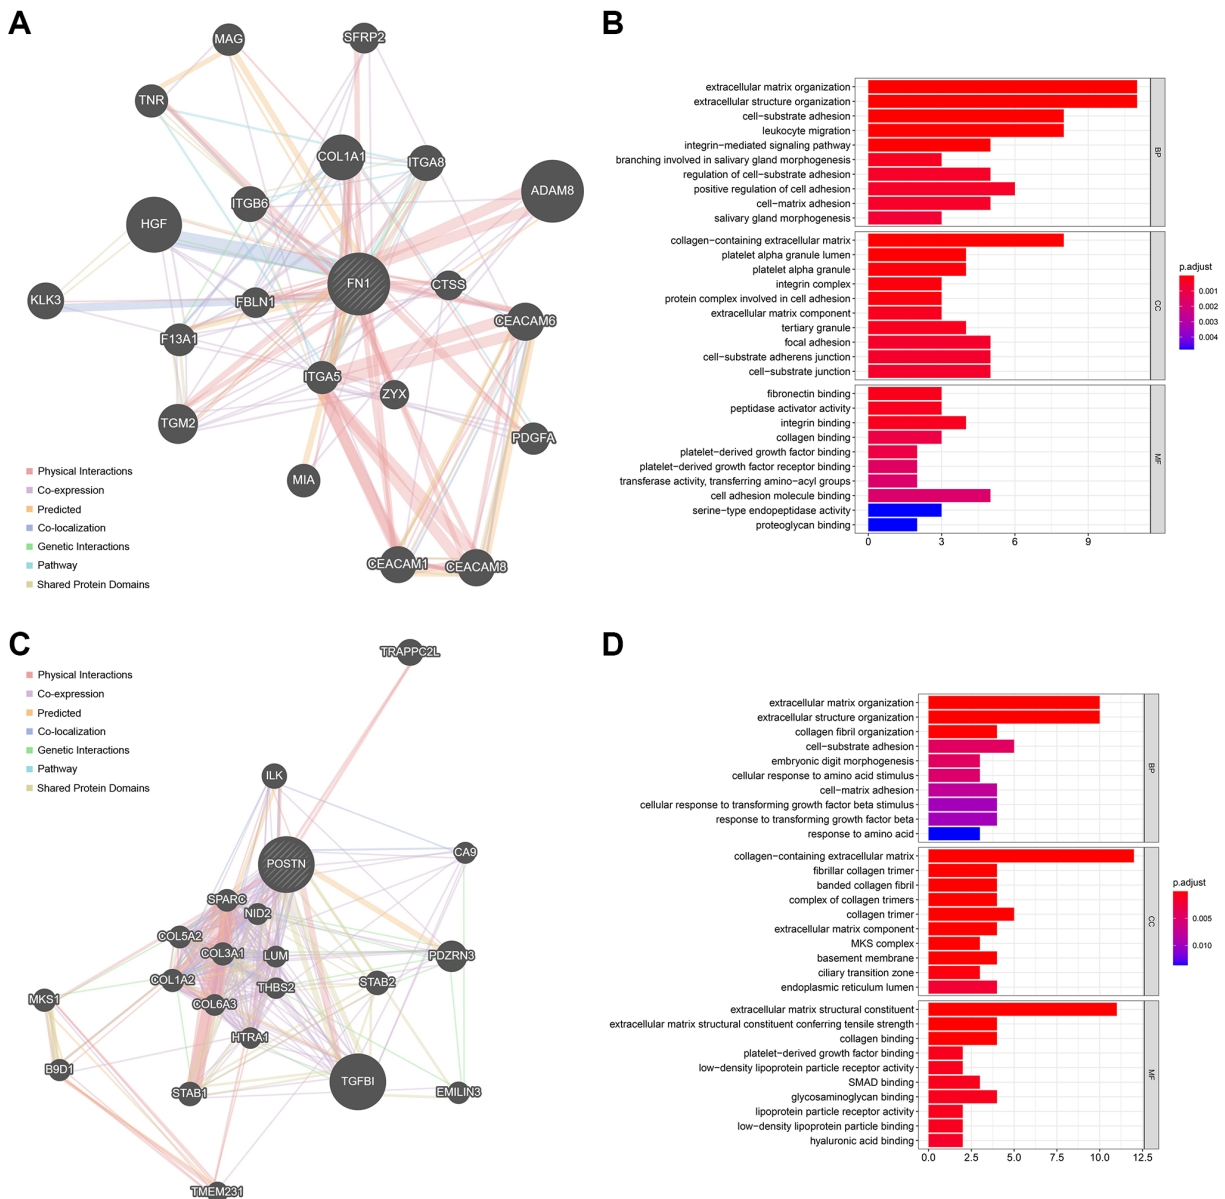 A
MAG
SFRP2
TNR
COL1A1
ITGA8
ADAM8
ITGB6
HGF
FN1
CTSS
KLK3
FBLN1
CEACAM6
F13A1
ITGA5
ZYX
TGM2
PDGFA
MIA
CEACAM1
CEACAM8
Physical Interactions
Co-expression
Predicted
Co-localization
Genetic Interactions
Pathway
Shared Protein Domains
B
extracellular matrix organization
extracellular structure organization
cell-substrate adhesion
leukocyte migration
integrin-mediated signaling pathway
branching involved in salivary gland morphogenesis
regulation of cell-substrate adhesion
positive regulation of cell adhesion
cell-matrix adhesion
salivary gland morphogenesis
BP
collagen-containing extracellular matrix
platelet alpha granule lumen
platelet alpha granule
integrin complex
protein complex involved in cell adhesion
extracellular matrix component
tertiary granule
focal adhesion
cell-substrate adherens junction
cell-substrate junction
CC
fibronectin binding
peptidase activator activity
integrin binding
collagen binding
platelet-derived growth factor binding
platelet-derived growth factor receptor binding
transferase activity, transferring amino-acyl groups
cell adhesion molecule binding
serine-type endopeptidase activity
proteoglycan binding
MF
0 3 6 9
p.adjust
0.001
0.002
0.003
0.004
C
Physical Interactions
Co-expression
Predicted
Co-localization
Genetic Interactions
Pathway
Shared Protein Domains
TRAPPC2L
ILK
POSTN
CA9
SPARC
NID2
COL5A2
COL3A1
LUM
PDZRN3
COL1A2
THBS2
STAB2
MKS1
COL6A3
HTRA1
B9D1
TGFBI
STAB1
EMILIN3
TMEM231
D
extracellular matrix organization
extracellular structure organization
collagen fibril organization
cell-substrate adhesion
embryonic digit morphogenesis
cellular response to amino acid stimulus
cell-matrix adhesion
cellular response to transforming growth factor beta stimulus
response to transforming growth factor beta
response to amino acid
BP
collagen-containing extracellular matrix
fibrillar collagen trimer
banded collagen fibril
complex of collagen trimers
collagen trimer
extracellular matrix component
MKS complex
basement membrane
ciliary transition zone
endoplasmic reticulum lumen
CC
extracellular matrix structural constituent
extracellular matrix structural constituent conferring tensile strength
collagen binding
platelet-derived growth factor binding
low-density lipoprotein particle receptor activity
SMAD binding
glycosaminoglycan binding
lipoprotein particle receptor activity
low-density lipoprotein particle binding
hyaluronic acid binding
MF
0.0 2.5 5.0 7.5 10.0 12.5
p.adjust
0.005
0.010